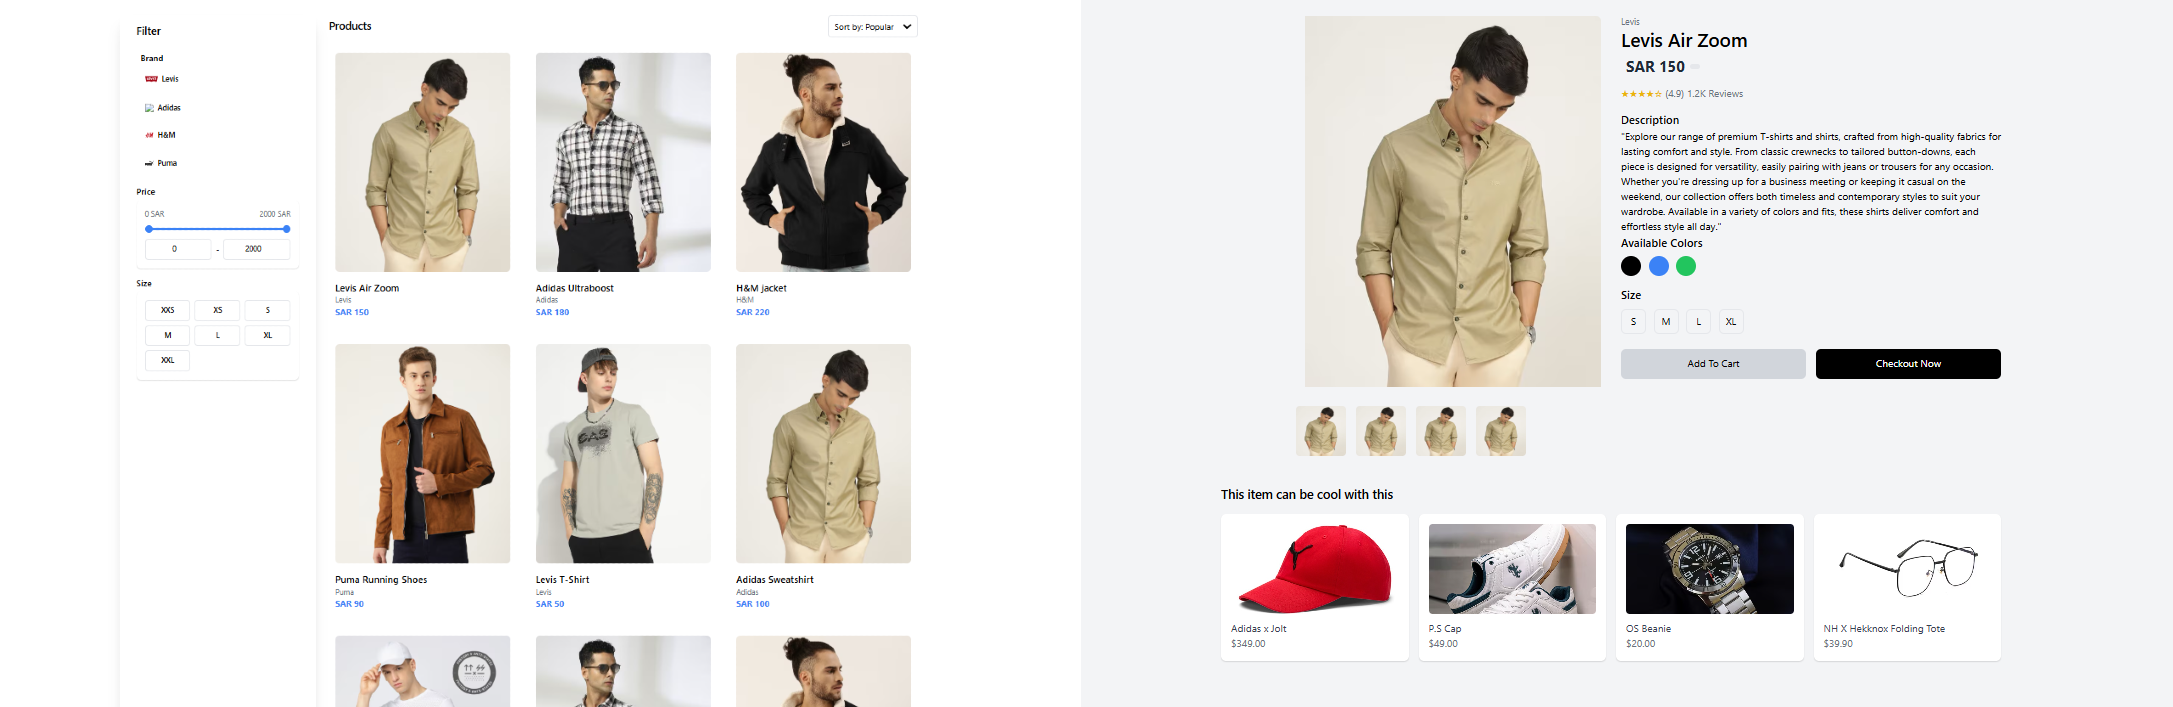 Filter
Brand
Levis
Adidas
H&M
Puma
Price
0 SAR 2000 SAR
0 - 2000
Size
XXS XS S
M L XL
XXL
Products
Sort by: Popular
Levis Air Zoom
Levis
SAR 150
Adidas Ultraboost
Adidas
SAR 180
H&M jacket
H&M
SAR 220
Puma Running Shoes
Puma
SAR 90
Levis T-Shirt
Levis
SAR 50
Adidas Sweatshirt
Adidas
SAR 100
Levis
Levis Air Zoom
SAR 150
★★★★☆ (4.9) 1.2K Reviews
Description
"Explore our range of premium T-shirts and shirts, crafted from high-quality fabrics for
lasting comfort and style. From classic crewnecks to tailored button-downs, each
piece is designed for versatility, easily pairing with jeans or trousers for any occasion.
Whether you're dressing up for a business meeting or keeping it casual on the
weekend, our collection offers both timeless and contemporary styles to suit your
wardrobe. Available in a variety of colors and fits, these shirts deliver comfort and
effortless style all day."
Available Colors
Size
S M L XL
Add To Cart
Checkout Now
This item can be cool with this
Adidas x Jolt
$349.00
P.S Cap
$49.00
OS Beanie
$20.00
NH X Hekknox Folding Tote
$39.90